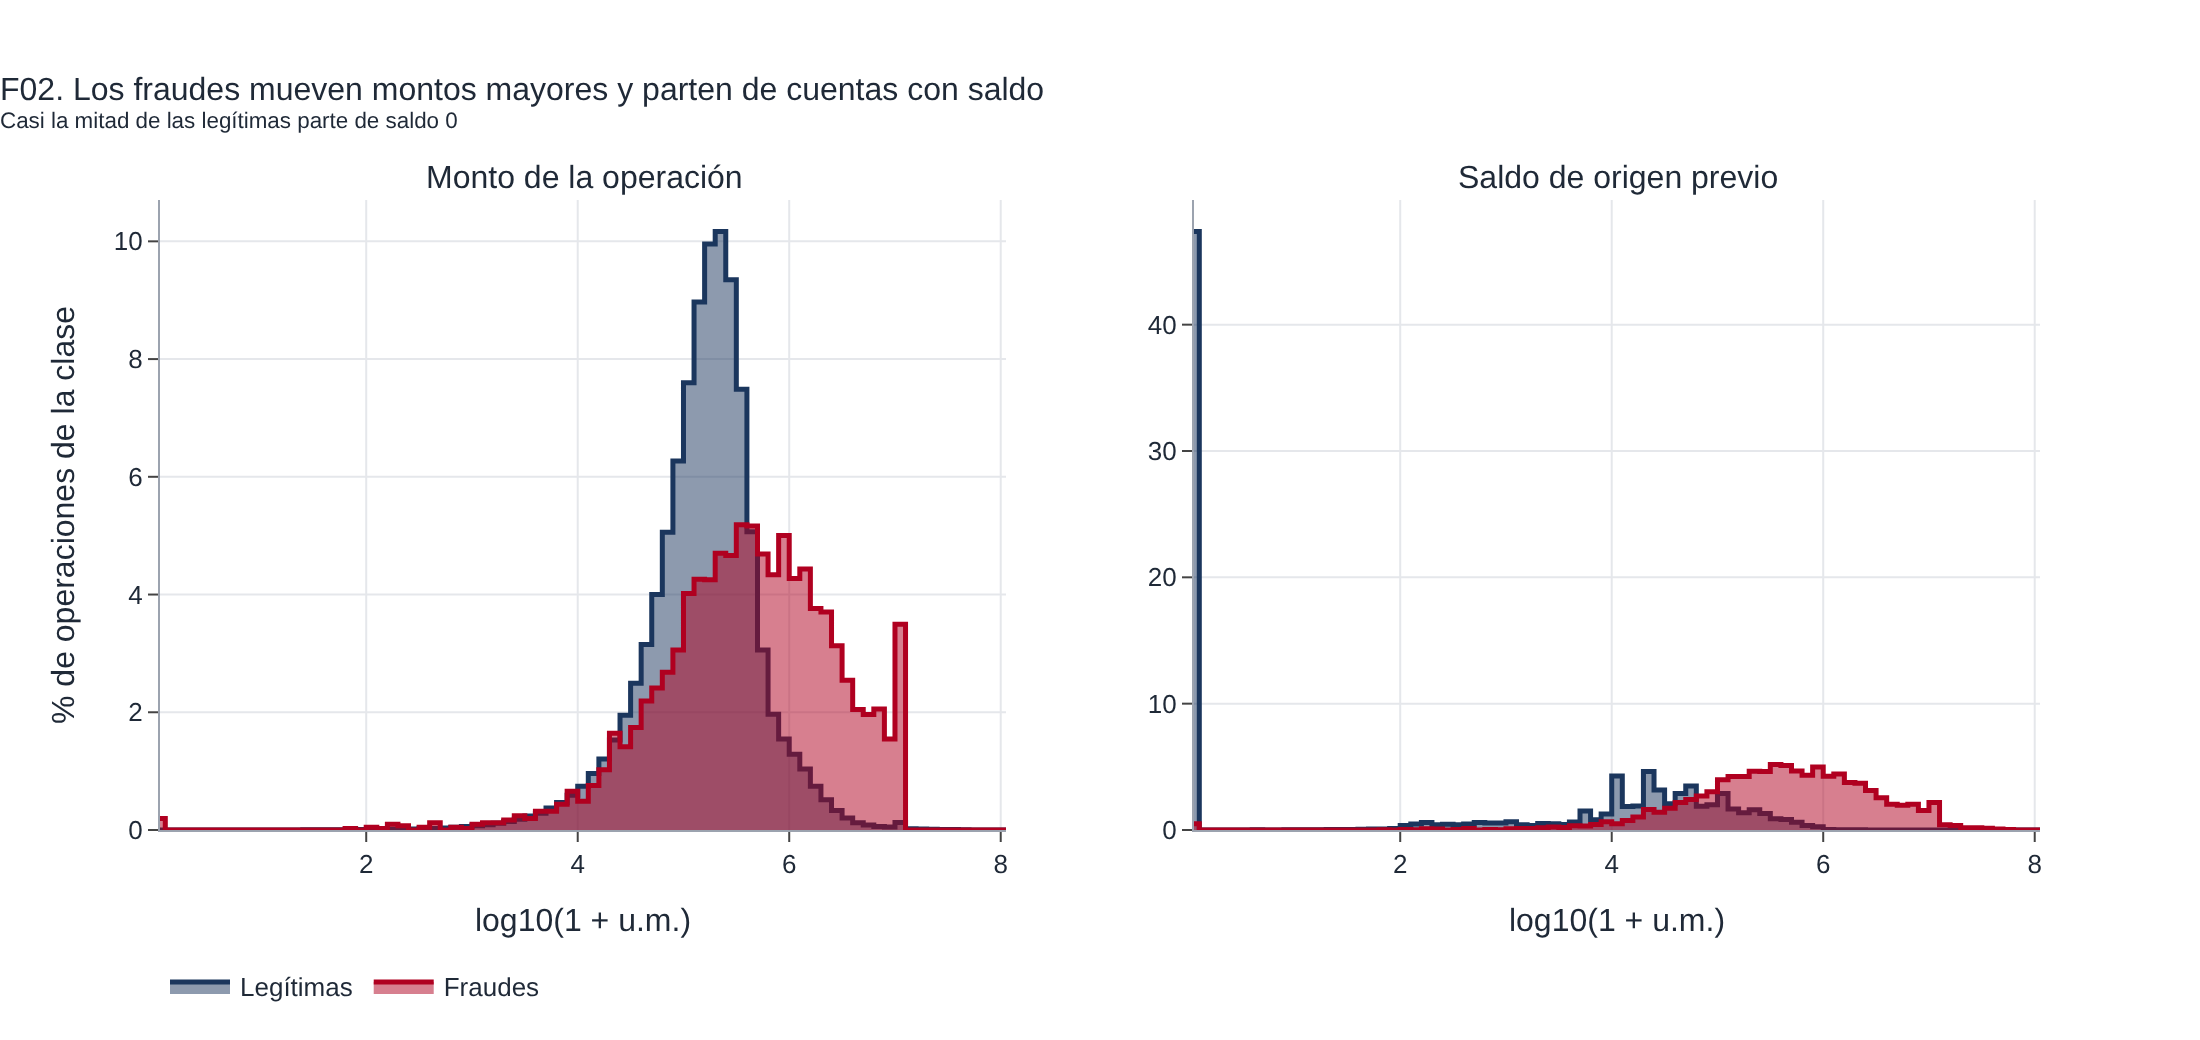 F02. Los fraudes mueven montos mayores y parten de cuentas con saldo
Casi la mitad de las legítimas parte de saldo 0
Monto de la operación
Saldo de origen previo
% de operaciones de la clase
10
8
6
4
2
0
2
4
6
8
log10(1 + u.m.)
40
30
20
10
0
2
4
6
8
log10(1 + u.m.)
Legítimas
Fraudes